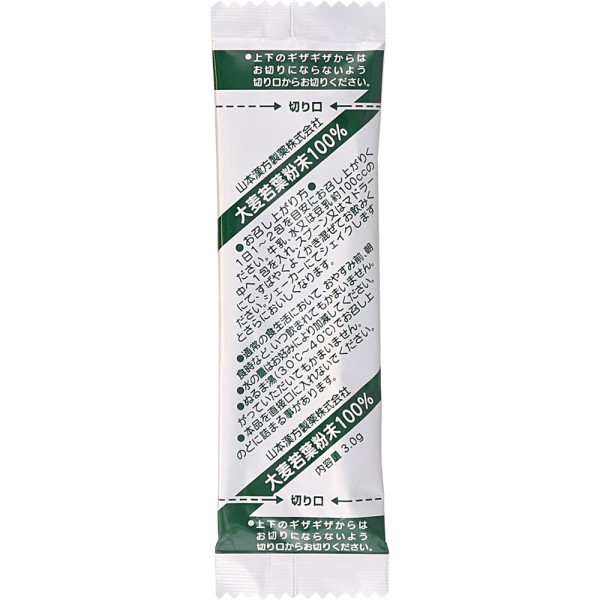 ●上下のギザギザからは
お切りにならないよう
切り口からお切りください。
切り口
山本漢方製薬株式会社
大麦若葉粉末100%
●お召し上がり方●
1日1〜2包を目安にお召し上がりく
ださい。牛乳、水又は豆乳約100ccの
中へ1包を入れ、スプーン又はマドラー
にて、すばやくよくかき混ぜてお飲みく
ださい。シェーカーにてシェイクします
とさらにおいしくなります。
●通常の食生活において、おやすみ前、朝
食時など、いつ飲まれてもかまいません。
●水の量はお好みにより加減してください。
●ぬるま湯(30℃〜40℃)でお召し上
がっていただいてもかまいません。
●本品を直接口に入れないでください。
のどに詰まる事があります。
山本漢方製薬株式会社
大麦若葉粉末100%
内容量 3.0g
切り口
●上下のギザギザからは
お切りにならないよう
切り口からお切りください。